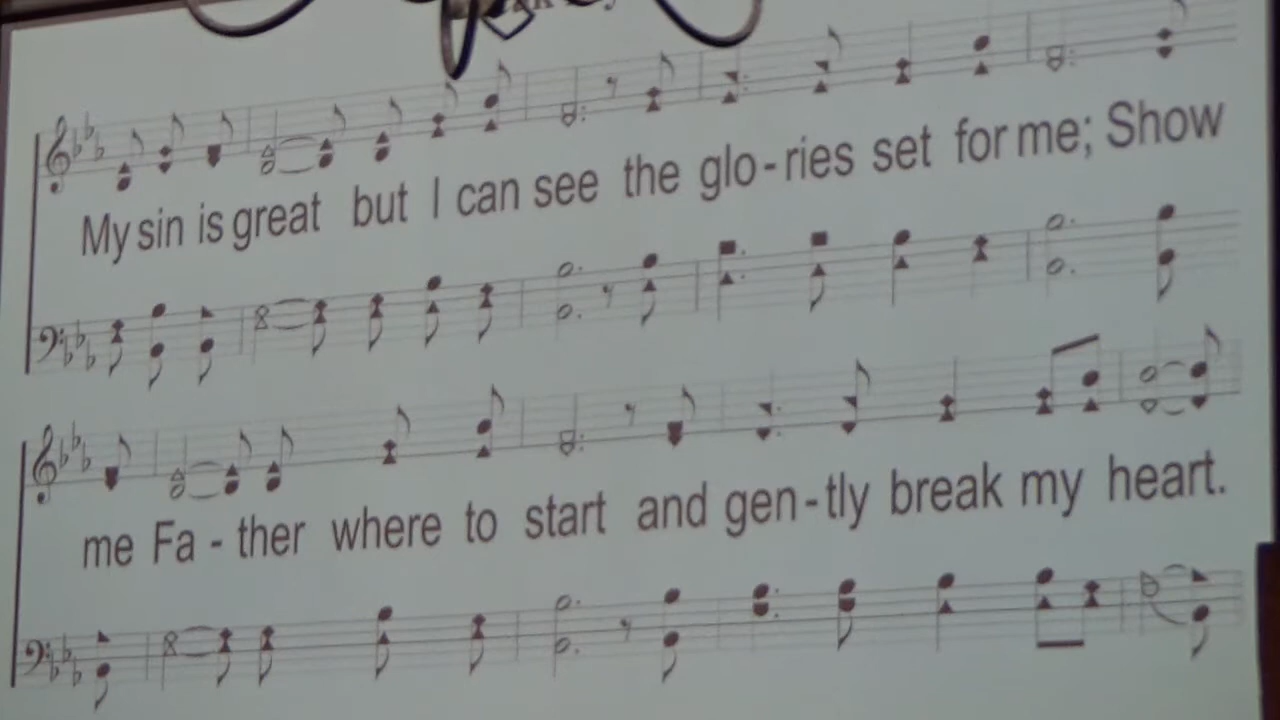 My sin is great but I can see the glo-ries set for me; Show
me Fa - ther where to start and gen-tly break my heart.